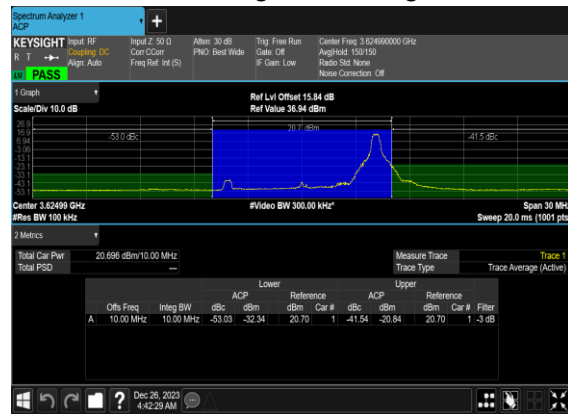 Spectrum Analyzer 1
ACP
+
KEYSIGHT Input: RF Input Z: 50 Ω Atten: 30 dB Trig: Free Run Center Freq: 3.624990000 GHz
R T Coupling: DC Corr CCorr PNO: Best Wide Gate: Off Avg|Hold: 150/150
Align: Auto Freq Ref: Int (S) IF Gain: Low Radio Std: None
LW PASS Noise Correction: Off
1 Graph Ref Lvl Offset 15.84 dB
Scale/Div 10.0 dB Ref Value 36.94 dBm
26.9
16.9 -53.0 dBc 20.7 dBm -41.5 dBc
6.94
-3.06
-13.1
-23.1
-33.1
-43.1
-53.1
Center 3.62499 GHz #Video BW 300.00 kHz* Span 30 MHz
#Res BW 100 kHz Sweep 20.0 ms (1001 pts
2 Metrics
Total Car Pwr 20.696 dBm/10.00 MHz Measure Trace Trace 1
Total PSD --- Trace Type Trace Average (Active)
Lower Upper
ACP Reference ACP Reference
Offs Freq Integ BW dBc dBm dBm Car # dBc dBm dBm Car # Filter
A 10.00 MHz 10.00 MHz -53.03 -32.34 20.70 1 -41.54 -20.84 20.70 1 -3 dB
? Dec 26, 2023
4:42:29 AM